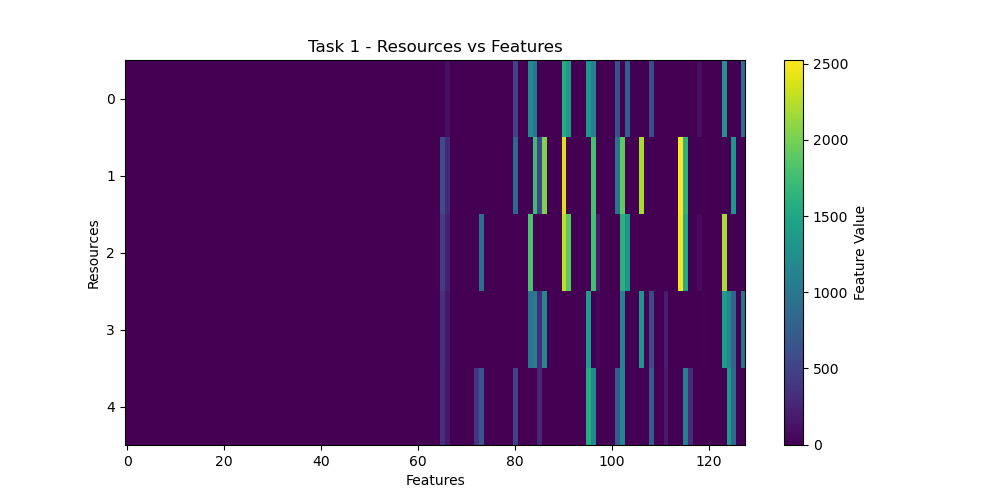 Task 1 - Resources vs Features
Resources
0
1
2
3
4
0 20 40 60 80 100 120
Features
2500
2000
1500
1000
500
0
Feature Value